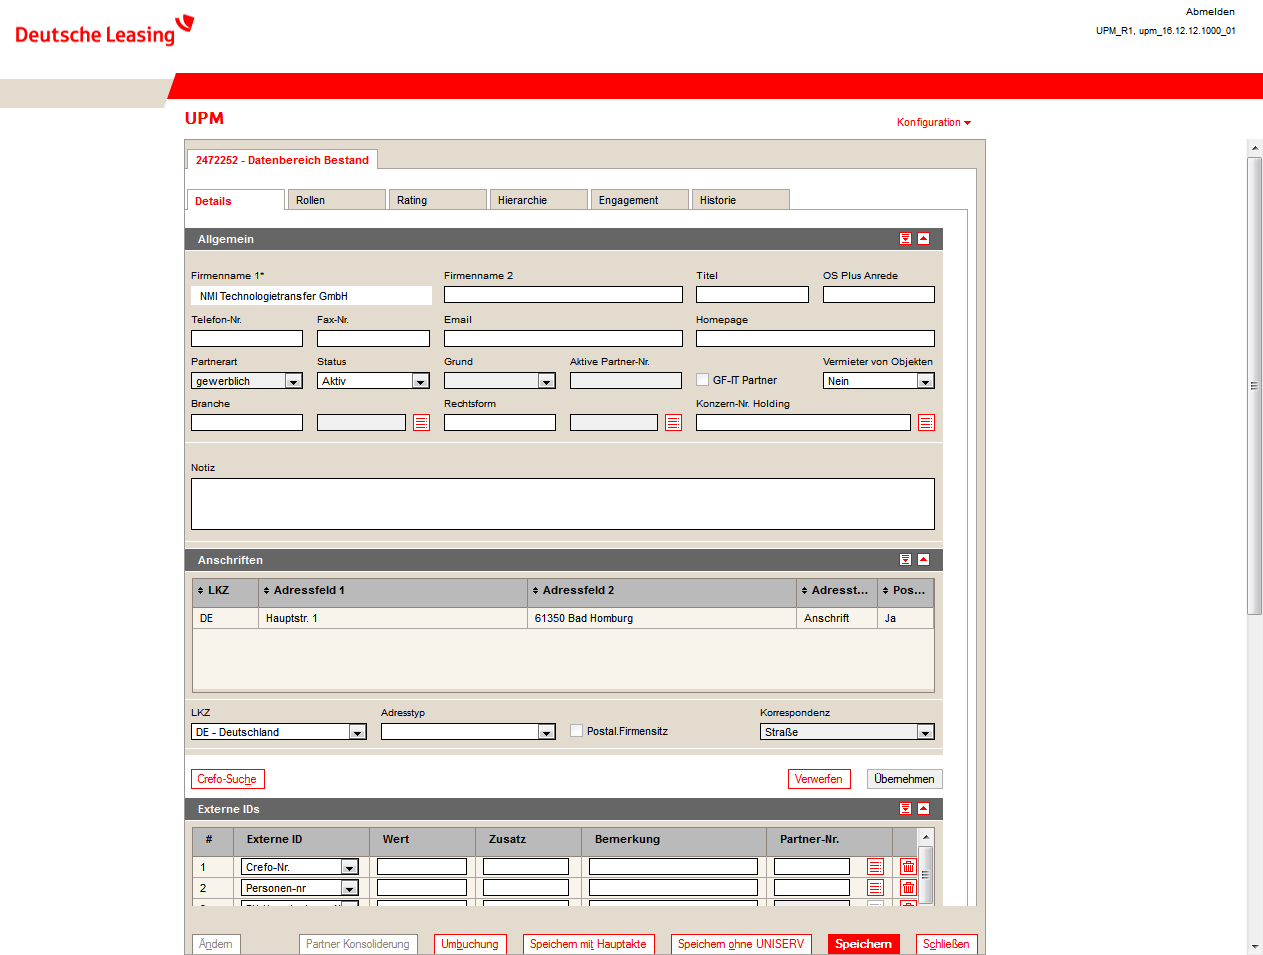 Abmelden
Deutsche Leasing
UPM_R1, upm_16.12.12.1000_01
UPM
Konfiguration
2472252 - Datenbereich Bestand
Details Rollen Rating Hierarchie Engagement Historie
Allgemein
Firmenname 1* Firmenname 2 Titel OS Plus Anrede
NMI Technologietransfer GmbH
Telefon-Nr. Fax-Nr. Email Homepage
Partnerart Status Grund Aktive Partner-Nr. Vermieter von Objekten
gewerblich Aktiv GF-IT Partner Nein
Branche Rechtsform Konzern-Nr. Holding
Notiz
Anschriften
LKZ Adressfeld 1 Adressfeld 2 Adresst... Pos...
DE Hauptstr. 1 61350 Bad Homburg Anschrift Ja
LKZ Adresstyp Korrespondenz
DE - Deutschland Postal.Firmensitz Straße
Crefo-Suche Verwerfen Übernehmen
Externe IDs
# Externe ID Wert Zusatz Bemerkung Partner-Nr.
1 Crefo-Nr.
2 Personen-nr
Ändern Partner Konsolidierung Umbuchung Speichern mit Hauptakte Speichern ohne UNISERV Speichern Schließen